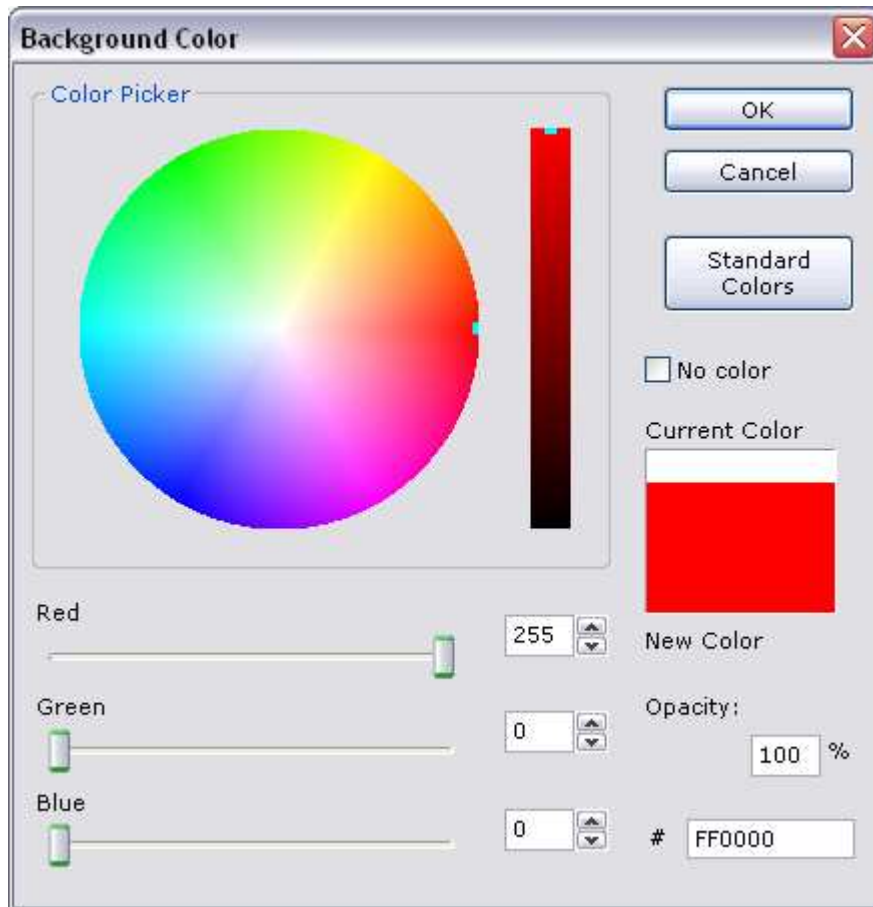 Background Color
Color Picker
OK
Cancel
Standard
Colors
No color
Current Color
New Color
Red
255
Green
0
Blue
0
Opacity:
100 %
# FF0000